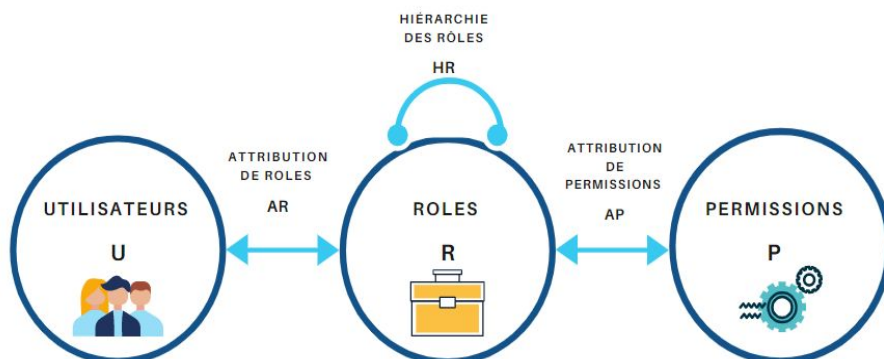 HIÉRARCHIE
DES RÔLES
HR
ATTRIBUTION
DE ROLES
AR
ATTRIBUTION
DE
PERMISSIONS
AP
UTILISATEURS
U
ROLES
R
PERMISSIONS
P